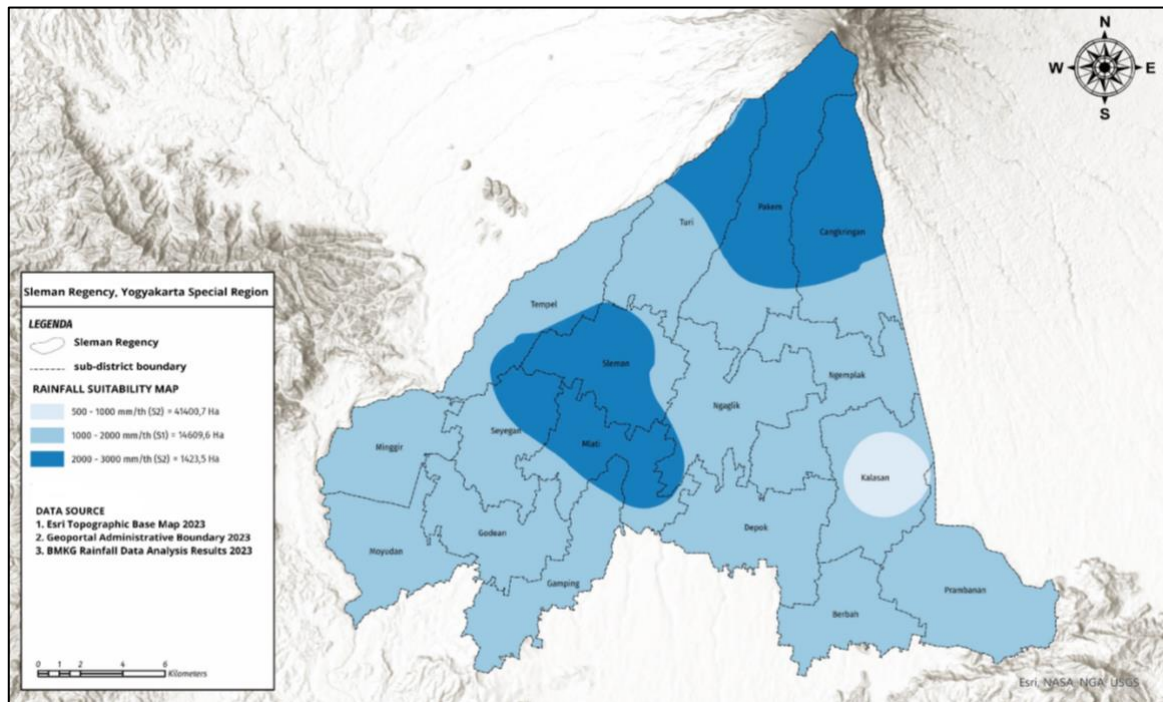 N
W E
S
Pakem
Turi
Cangkringan
Tempel
Sleman
Ngemplak
Ngaglik
Seyegan
Mlati
Minggir
Kalasan
Godean
Depok
Moyudan
Gamping
Prambanan
Berbah
Sleman Regency, Yogyakarta Special Region
LEGENDA
Sleman Regency
sub-district boundary
RAINFALL SUITABILITY MAP
500 - 1000 mm/th (S2) = 41400,7 Ha
1000 - 2000 mm/th (S1) = 14609,6 Ha
2000 - 3000 mm/th (S2) = 1423,5 Ha
DATA SOURCE
1. Esri Topographic Base Map 2023
2. Geoportal Administrative Boundary 2023
3. BMKG Rainfall Data Analysis Results 2023
0 1 2 4 6
Kilometers
Esri, NASA, NGA, USGS